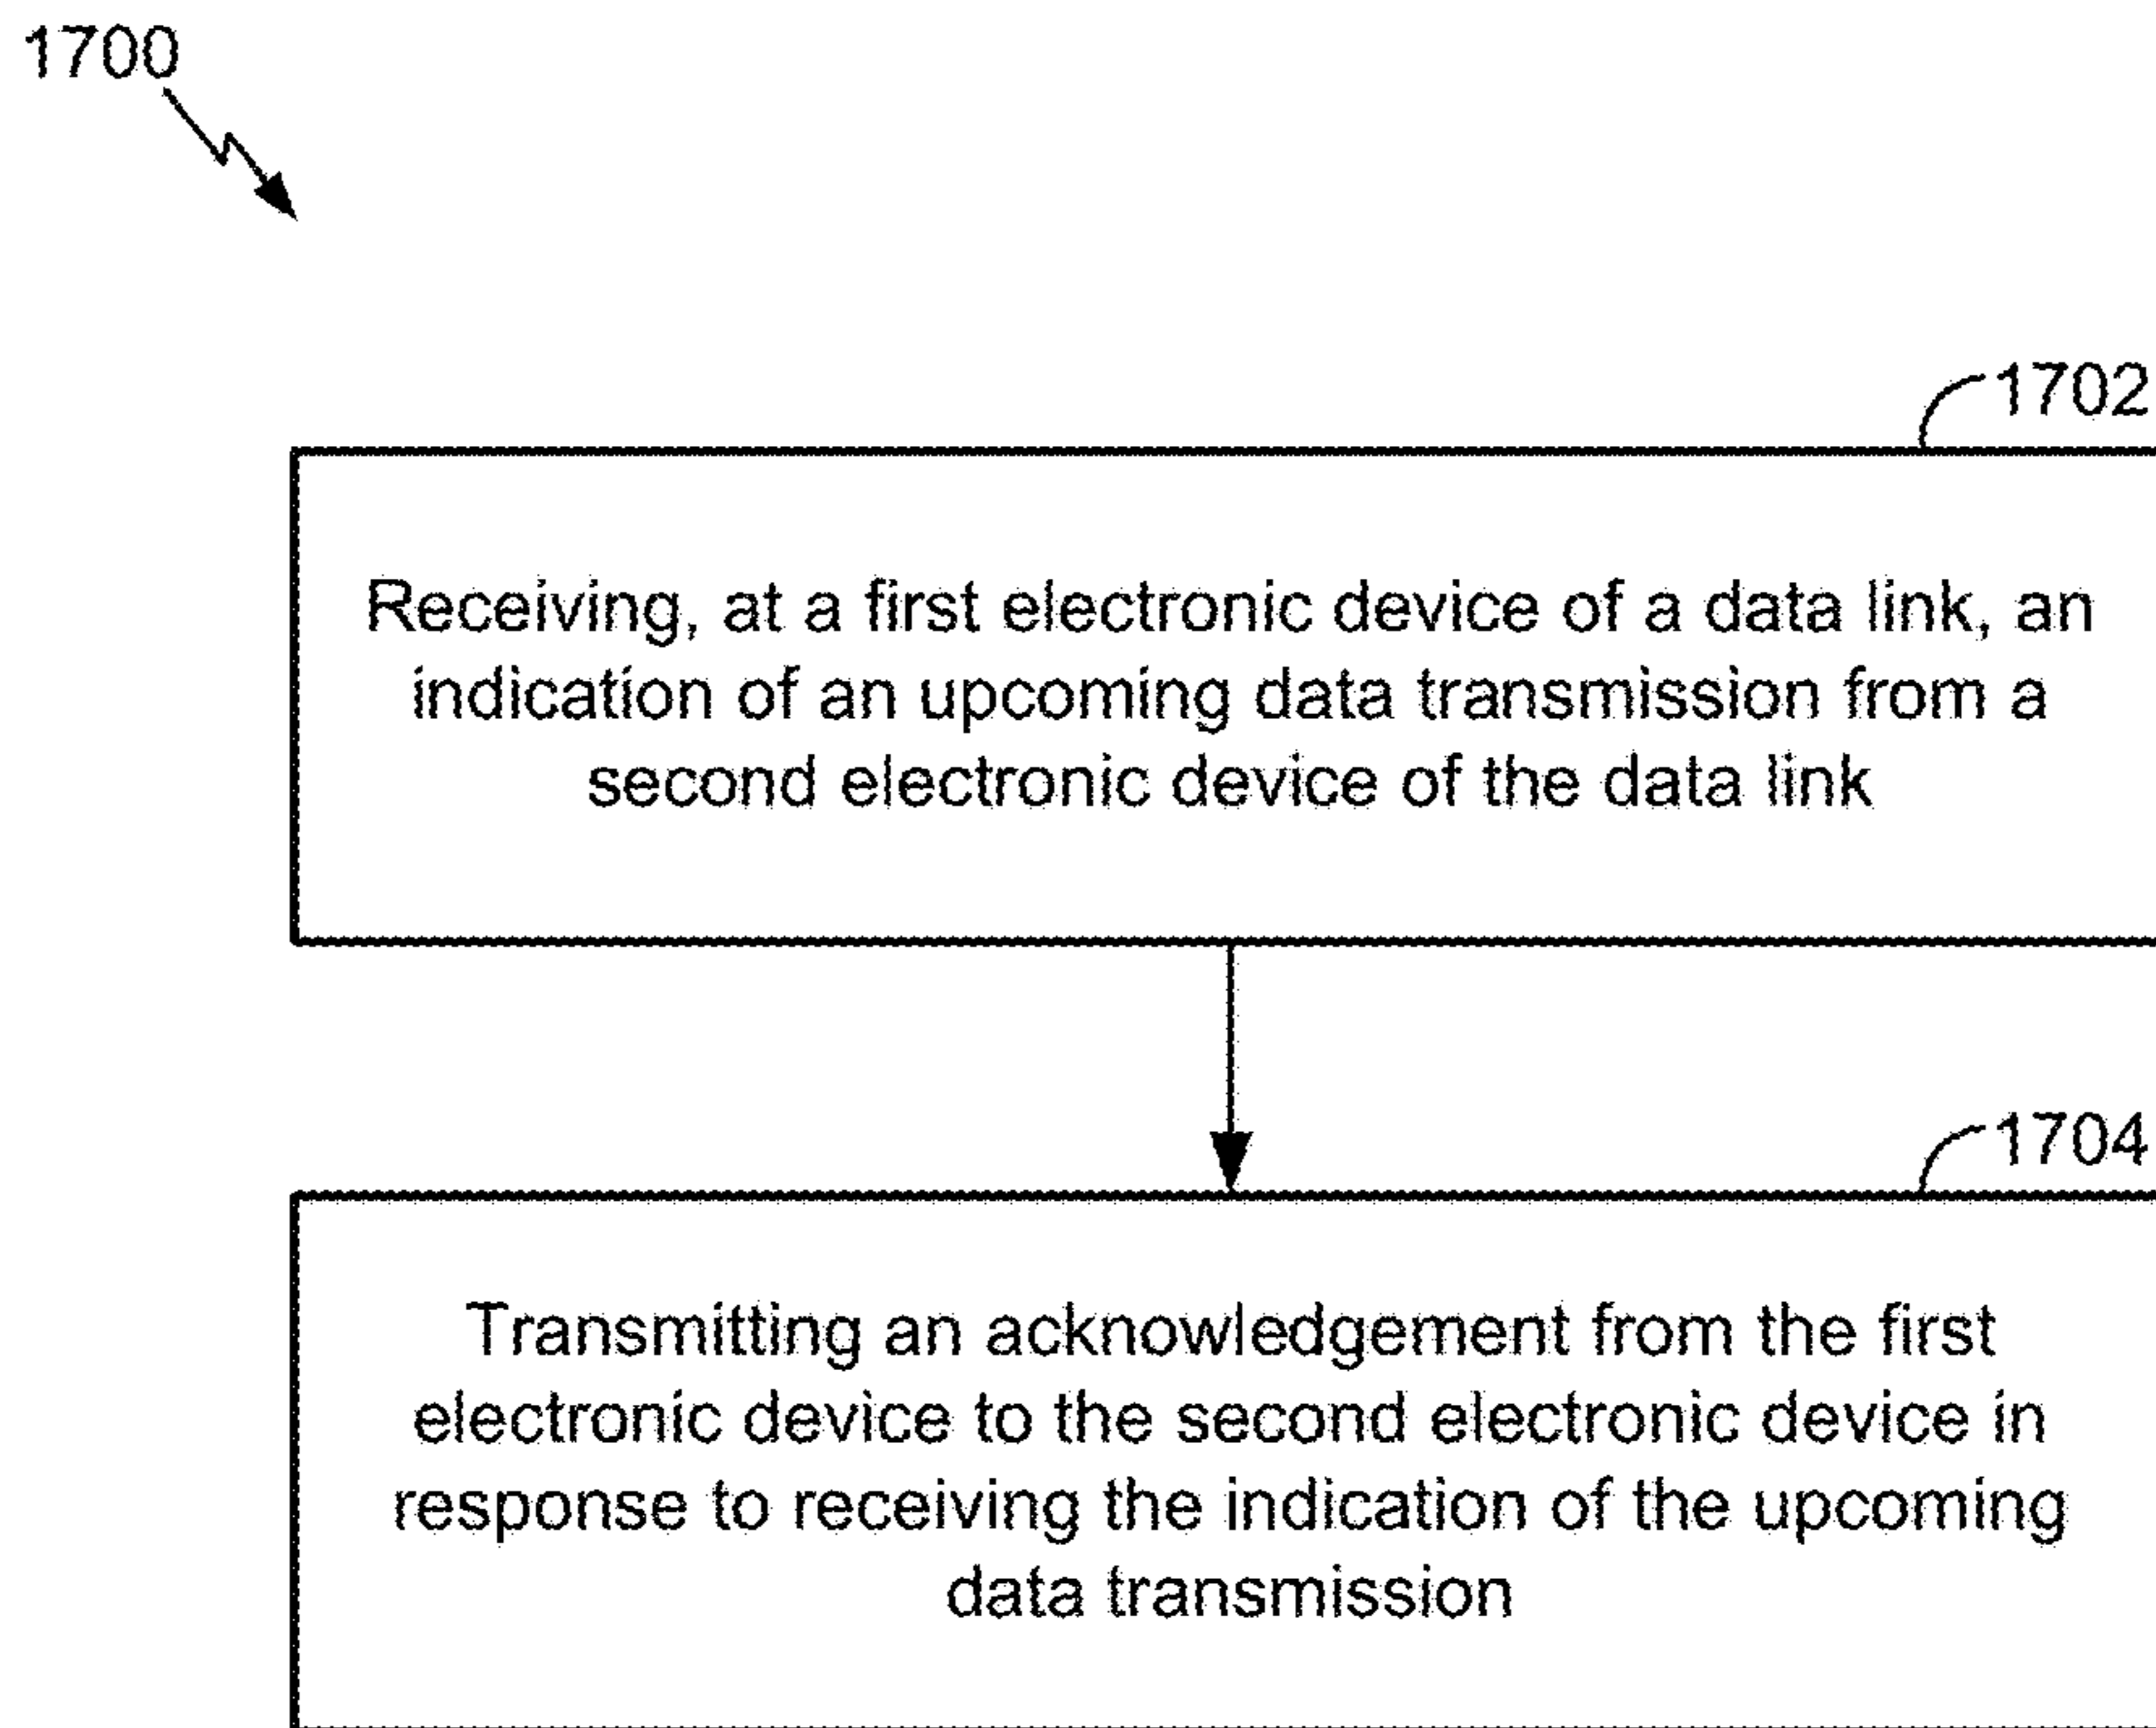 1700
1702
Receiving, at a first electronic device of a data link, an
indication of an upcoming data transmission from a
second electronic device of the data link
1704
Transmitting an acknowledgement from the first
electronic device to the second electronic device in
response to receiving the indication of the upcoming
data transmission